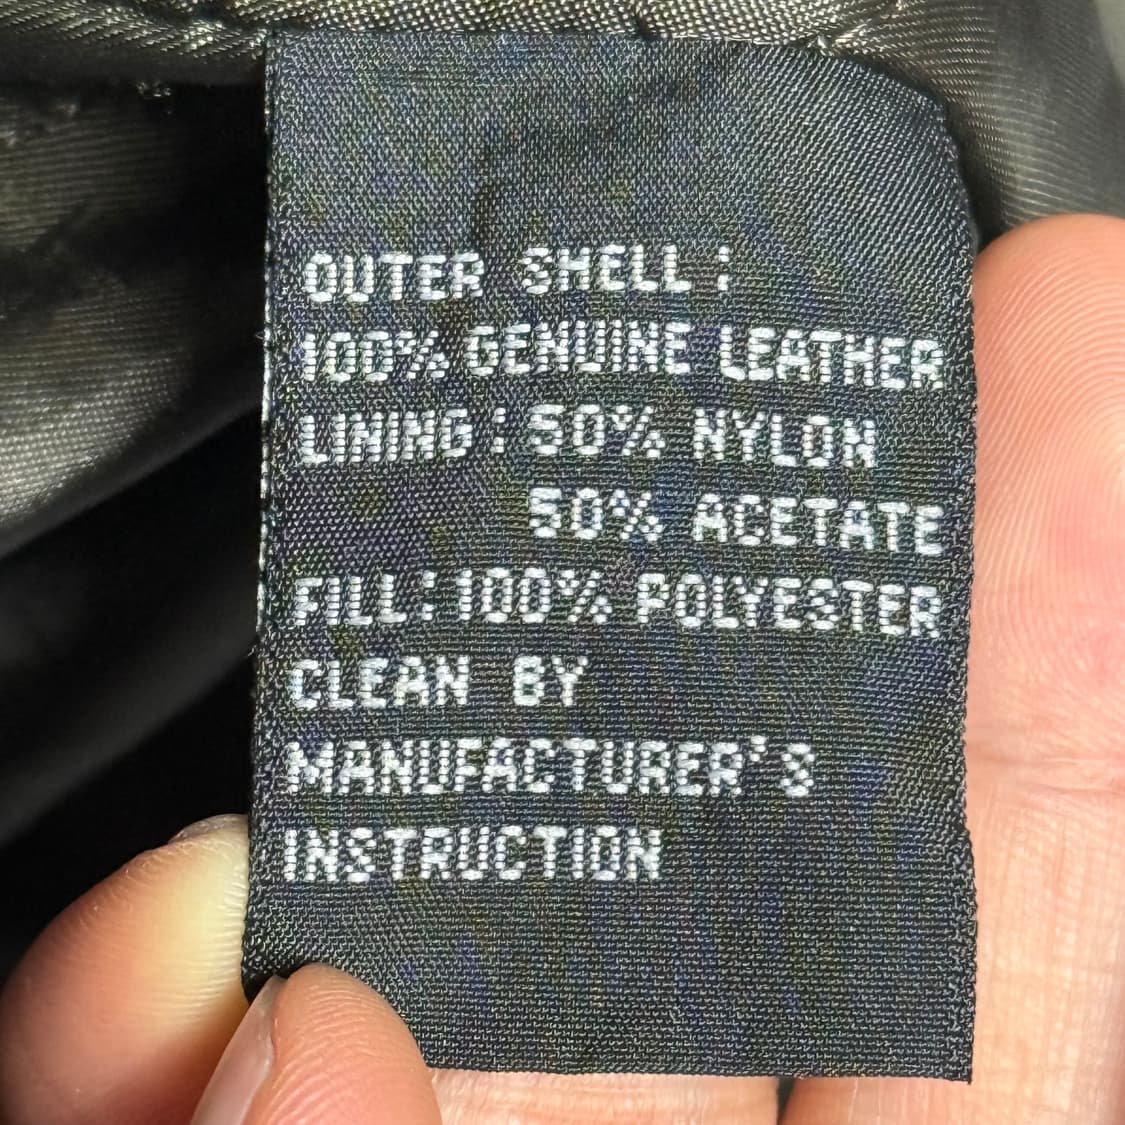 OUTER SHELL:
100% GENUINE LEATHER
LINING: 50% NYLON
50% ACETATE
FILL: 100% POLYESTER
CLEAN BY
MANUFACTURER'S
INSTRUCTION